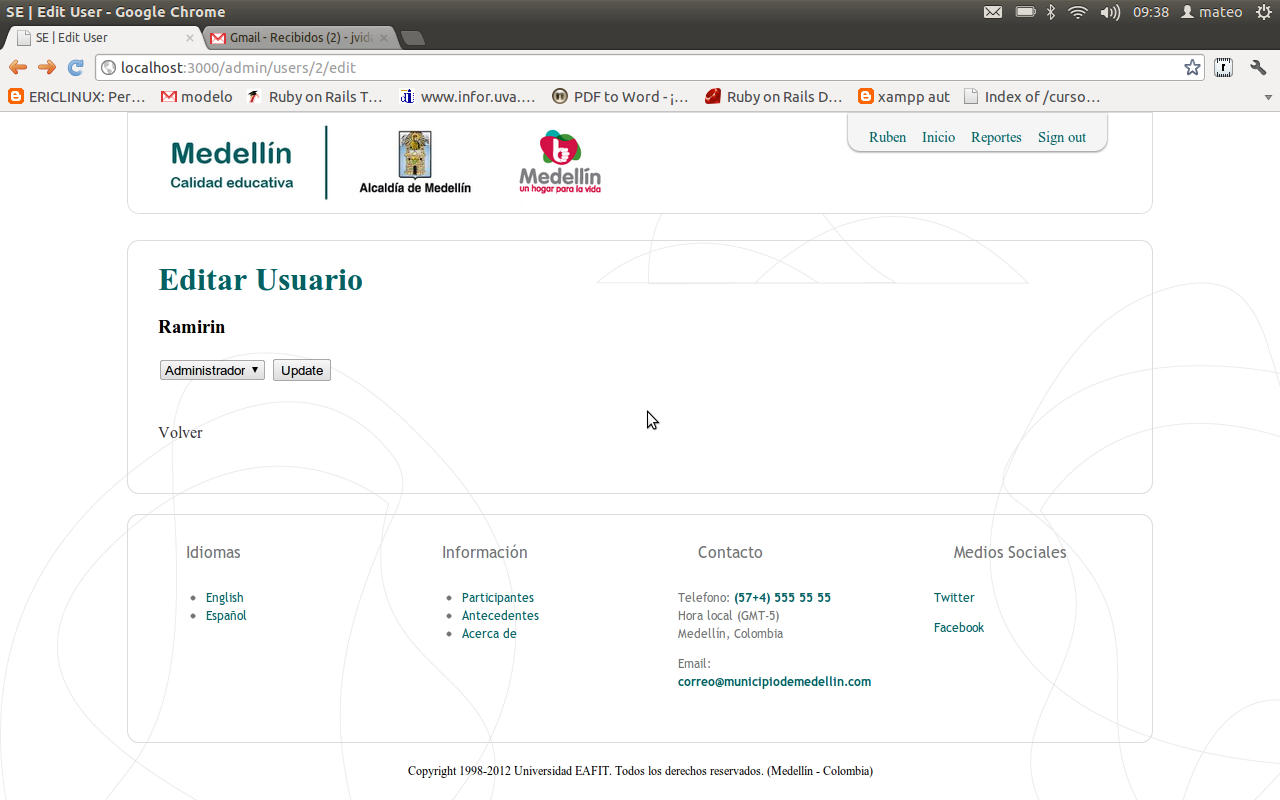 SE | Edit User - Google Chrome
09:38 mateo
SE | Edit User
Gmail - Recibidos (2) -
localhost:3000/admin/users/2/edit
ERICLINUX: Per... modelo Ruby on Rails T... www.infor.uva.... PDF to Word - ¡... Ruby on Rails D... xampp aut Index of /curso...
Ruben Inicio Reportes Sign out
Medellín
Calidad educativa
Alcaldía de Medellín
Medellín
un hogar para la vida
Editar Usuario
Ramirin
Administrador Update
Volver
Idiomas
English
Español
Información
Participantes
Antecedentes
Acerca de
Contacto
Telefono: (57+4) 555 55 55
Hora local (GMT-5)
Medellín, Colombia
Email:
correo@municipiodemedellin.com
Medios Sociales
Twitter
Facebook
Copyright 1998-2012 Universidad EAFIT. Todos los derechos reservados. (Medellín - Colombia)